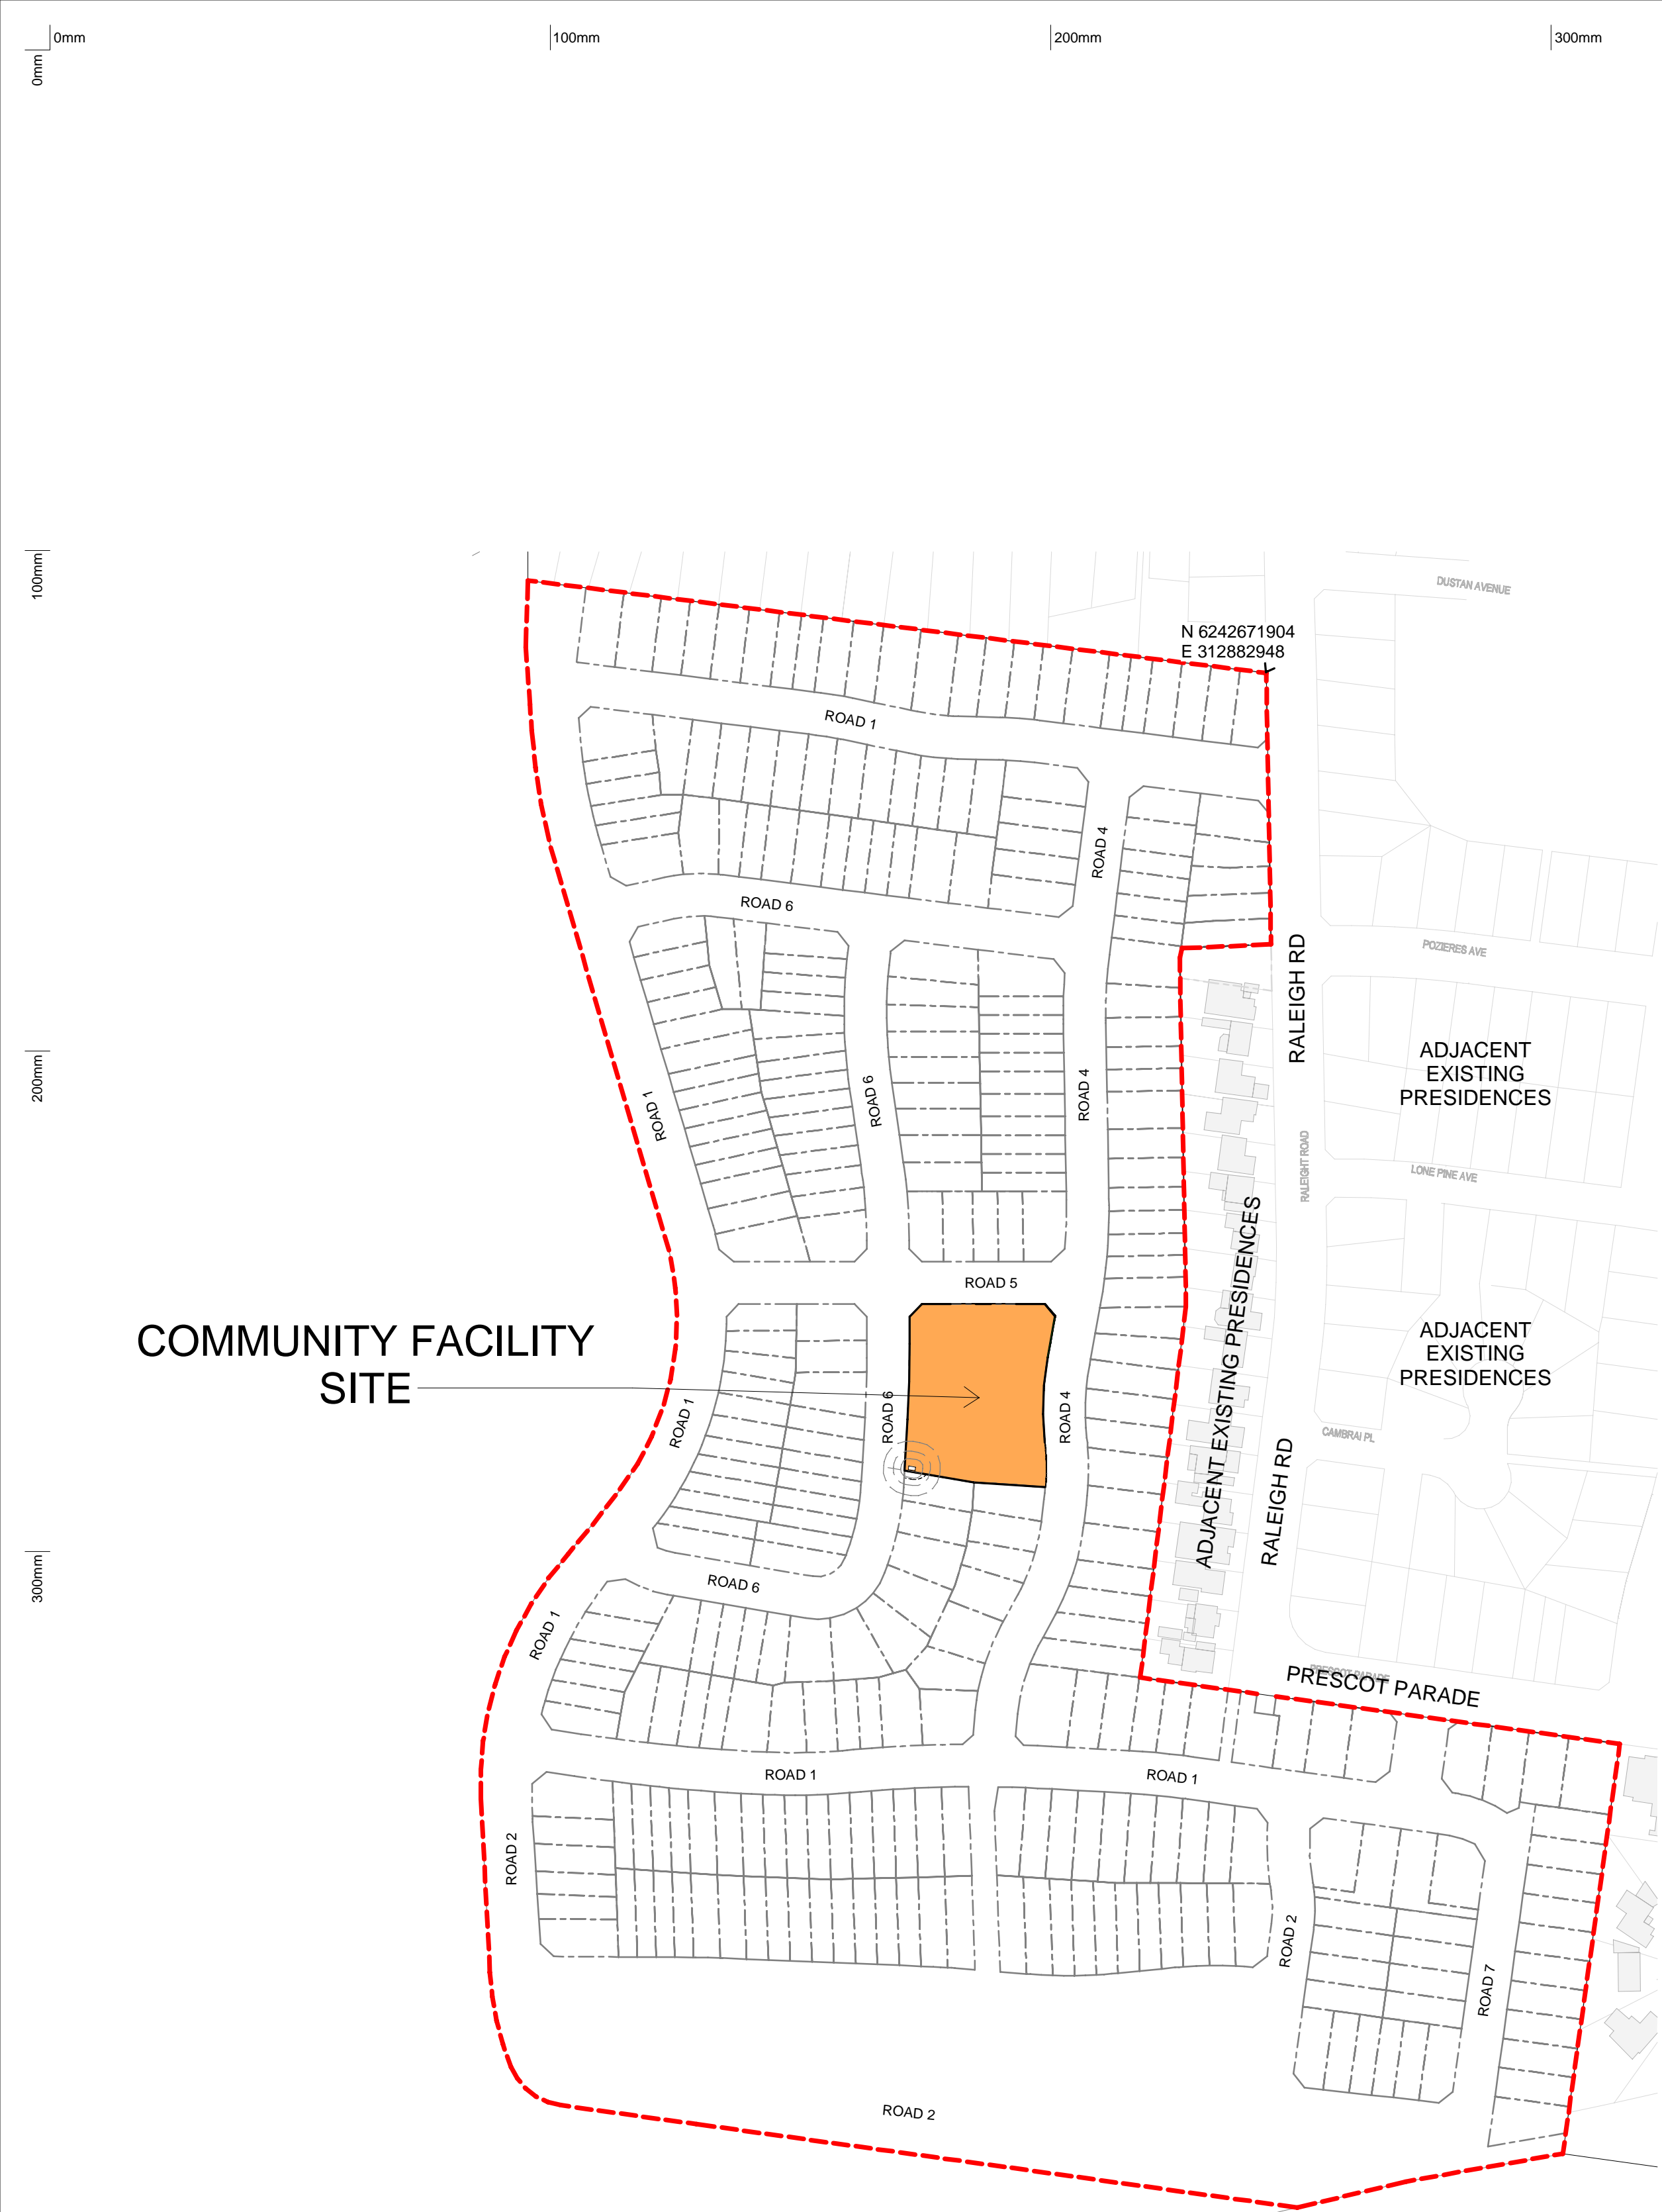 0mm
100mm
200mm
300mm
0mm
100mm
DUSTAN AVENUE
N 6242671904
E 312882948
ROAD 1
ROAD 4
ROAD 6
POZIERES AVE
RALEIGH RD
200mm
ADJACENT
EXISTING
PRESIDENCES
ROAD 1
ROAD 6
ROAD 4
RALEIGHT ROAD
LONE PINE AVE
ADJACENT EXISTING PRESIDENCES
ROAD 5
COMMUNITY FACILITY
SITE
ADJACENT
EXISTING
PRESIDENCES
ROAD 1
ROAD 6
ROAD 4
CAMBRAI PL
RALEIGH RD
300mm
ROAD 6
ROAD 1
PRESCOT PARADE
PRESCOT PARADE
ROAD 1
ROAD 1
ROAD 2
ROAD 2
ROAD 7
ROAD 2